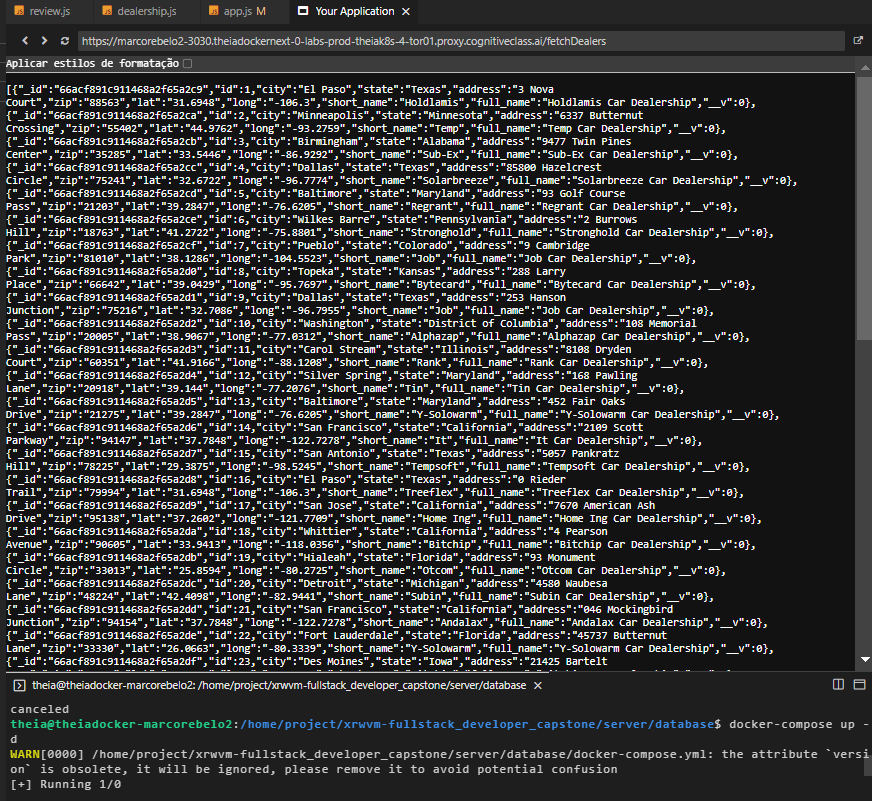 review.js dealership.js app.js M Your Application ×
https://marcorebelo2-3030.theiadockernext-0-labs-prod-theiak8s-4-tor01.proxy.cognitiveclass.ai/fetchDealers
Aplicar estilos de formatação
[{"_id":"66acf891c911468a2f65a2c9","id":1,"city":"El Paso","state":"Texas","address":"3 Nova
Court","zip":"88563","lat":"31.6948","long":"-106.3","short_name":"Holdlamis","full_name":"Holdlamis Car Dealership","__v":0},
{"_id":"66acf891c911468a2f65a2ca","id":2,"city":"Minneapolis","state":"Minnesota","address":"6337 Butternut
Crossing","zip":"55402","lat":"44.9762","long":"-93.2759","short_name":"Temp","full_name":"Temp Car Dealership","__v":0},
{"_id":"66acf891c911468a2f65a2cb","id":3,"city":"Birmingham","state":"Alabama","address":"9477 Twin Pines
Center","zip":"35285","lat":"33.5446","long":"-86.9292","short_name":"Sub-Ex","full_name":"Sub-Ex Car Dealership","__v":0},
{"_id":"66acf891c911468a2f65a2cc","id":4,"city":"Dallas","state":"Texas","address":"85800 Hazelcrest
Circle","zip":"75241","lat":"32.6722","long":"-96.7774","short_name":"Solarbreeze","full_name":"Solarbreeze Car Dealership","__v":0},
{"_id":"66acf891c911468a2f65a2cd","id":5,"city":"Baltimore","state":"Maryland","address":"93 Golf Course
Pass","zip":"21203","lat":"39.2847","long":"-76.6205","short_name":"Regrant","full_name":"Regrant Car Dealership","__v":0},
{"_id":"66acf891c911468a2f65a2ce","id":6,"city":"Wilkes Barre","state":"Pennsylvania","address":"2 Burrows
Hill","zip":"18763","lat":"41.2722","long":"-75.8801","short_name":"Stronghold","full_name":"Stronghold Car Dealership","__v":0},
{"_id":"66acf891c911468a2f65a2cf","id":7,"city":"Pueblo","state":"Colorado","address":"9 Cambridge
Park","zip":"81010","lat":"38.1286","long":"-104.5523","short_name":"Job","full_name":"Job Car Dealership","__v":0},
{"_id":"66acf891c911468a2f65a2d0","id":8,"city":"Topeka","state":"Kansas","address":"288 Larry
Place","zip":"66642","lat":"39.0429","long":"-95.7697","short_name":"Bytecard","full_name":"Bytecard Car Dealership","__v":0},
{"_id":"66acf891c911468a2f65a2d1","id":9,"city":"Dallas","state":"Texas","address":"253 Hanson
Junction","zip":"75216","lat":"32.7086","long":"-96.7955","short_name":"Job","full_name":"Job Car Dealership","__v":0},
{"_id":"66acf891c911468a2f65a2d2","id":10,"city":"Washington","state":"District of Columbia","address":"108 Memorial
Pass","zip":"20005","lat":"38.9067","long":"-77.0312","short_name":"Alphazap","full_name":"Alphazap Car Dealership","__v":0},
{"_id":"66acf891c911468a2f65a2d3","id":11,"city":"Carol Stream","state":"Illinois","address":"8108 Dryden
Court","zip":"60351","lat":"41.9166","long":"-88.1208","short_name":"Rank","full_name":"Rank Car Dealership","__v":0},
{"_id":"66acf891c911468a2f65a2d4","id":12,"city":"Silver Spring","state":"Maryland","address":"168 Pawling
Lane","zip":"20918","lat":"39.144","long":"-77.2076","short_name":"Tin","full_name":"Tin Car Dealership","__v":0},
{"_id":"66acf891c911468a2f65a2d5","id":13,"city":"Baltimore","state":"Maryland","address":"452 Fair Oaks
Drive","zip":"21275","lat":"39.2847","long":"-76.6205","short_name":"Y-Solowarm","full_name":"Y-Solowarm Car Dealership","__v":0},
{"_id":"66acf891c911468a2f65a2d6","id":14,"city":"San Francisco","state":"California","address":"2109 Scott
Parkway","zip":"94147","lat":"37.7848","long":"-122.7278","short_name":"It","full_name":"It Car Dealership","__v":0},
{"_id":"66acf891c911468a2f65a2d7","id":15,"city":"San Antonio","state":"Texas","address":"5057 Pankratz
Hill","zip":"78225","lat":"29.3875","long":"-98.5245","short_name":"Tempsoft","full_name":"Tempsoft Car Dealership","__v":0},
{"_id":"66acf891c911468a2f65a2d8","id":16,"city":"El Paso","state":"Texas","address":"0 Rieder
Trail","zip":"79994","lat":"31.6948","long":"-106.3","short_name":"Treeflex","full_name":"Treeflex Car Dealership","__v":0},
{"_id":"66acf891c911468a2f65a2d9","id":17,"city":"San Jose","state":"California","address":"7670 American Ash
Drive","zip":"95138","lat":"37.2602","long":"-121.7709","short_name":"Home Ing","full_name":"Home Ing Car Dealership","__v":0},
{"_id":"66acf891c911468a2f65a2da","id":18,"city":"Whittier","state":"California","address":"4 Pearson
Avenue","zip":"90605","lat":"33.9413","long":"-118.0356","short_name":"Bitchip","full_name":"Bitchip Car Dealership","__v":0},
{"_id":"66acf891c911468a2f65a2db","id":19,"city":"Hialeah","state":"Florida","address":"93 Monument
Circle","zip":"33013","lat":"25.8594","long":"-80.2725","short_name":"Otcom","full_name":"Otcom Car Dealership","__v":0},
{"_id":"66acf891c911468a2f65a2dc","id":20,"city":"Detroit","state":"Michigan","address":"4580 Waubesa
Lane","zip":"48224","lat":"42.4098","long":"-82.9441","short_name":"Subin","full_name":"Subin Car Dealership","__v":0},
{"_id":"66acf891c911468a2f65a2dd","id":21,"city":"San Francisco","state":"California","address":"046 Mockingbird
Junction","zip":"94154","lat":"37.7848","long":"-122.7278","short_name":"Andalax","full_name":"Andalax Car Dealership","__v":0},
{"_id":"66acf891c911468a2f65a2de","id":22,"city":"Fort Lauderdale","state":"Florida","address":"45737 Butternut
Lane","zip":"33330","lat":"26.0663","long":"-80.3339","short_name":"Y-Solowarm","full_name":"Y-Solowarm Car Dealership","__v":0},
{"_id":"66acf891c911468a2f65a2df","id":23,"city":"Des Moines","state":"Iowa","address":"21425 Bartelt
theia@theiadocker-marcorebelo2: /home/project/xrwvm-fullstack_developer_capstone/server/database ×
canceled
theia@theiadocker-marcorebelo2:/home/project/xrwvm-fullstack_developer_capstone/server/database$ docker-compose up -
d
WARN[0000] /home/project/xrwvm-fullstack_developer_capstone/server/database/docker-compose.yml: the attribute `versi
on` is obsolete, it will be ignored, please remove it to avoid potential confusion
[+] Running 1/0